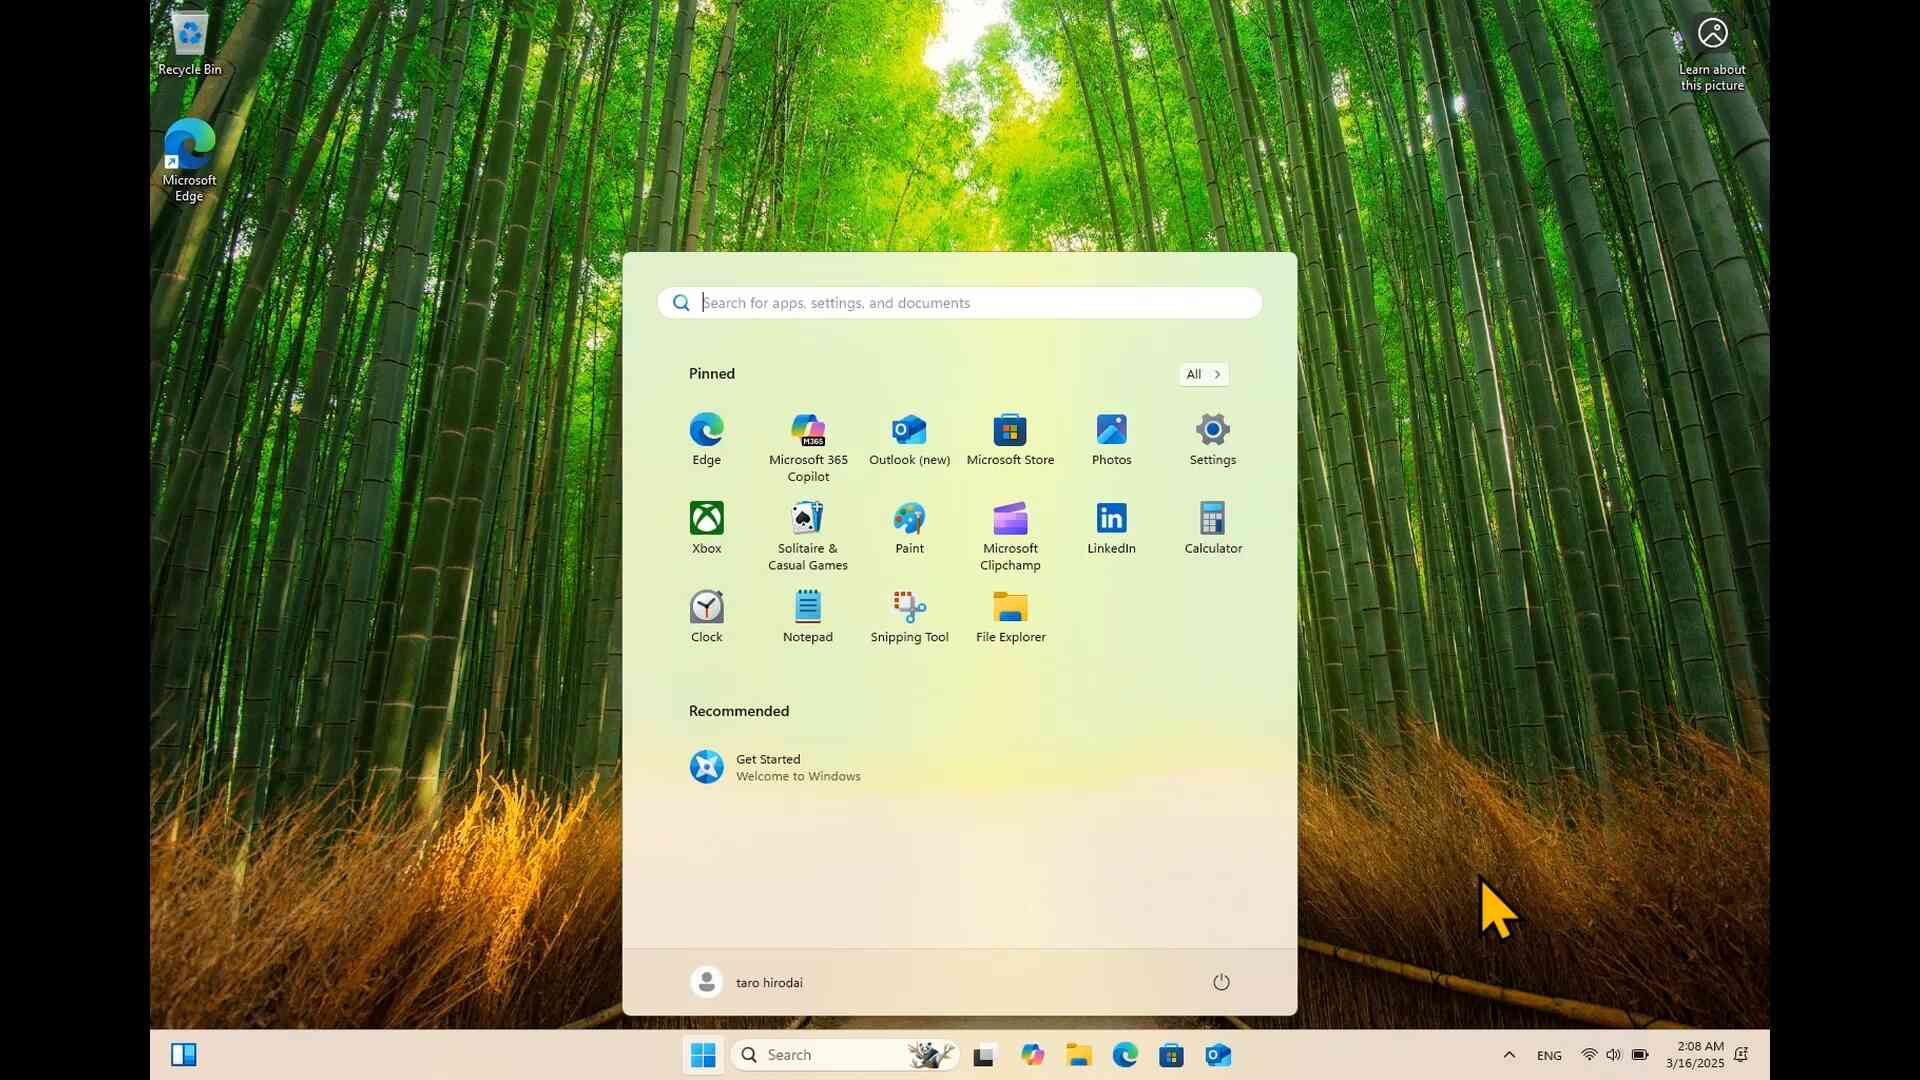 Recycle Bin
Microsoft
Edge
Learn about
this picture
Search for apps, settings, and documents
Pinned
All
Edge
M365
Microsoft 365
Copilot
Outlook (new)
Microsoft Store
Photos
Settings
Xbox
Solitaire &
Casual Games
Paint
Microsoft
Clipchamp
in
LinkedIn
Calculator
Clock
Notepad
Snipping Tool
File Explorer
Recommended
Get Started
Welcome to Windows
taro hirodai
Search
ENG
2:08 AM
3/16/2025